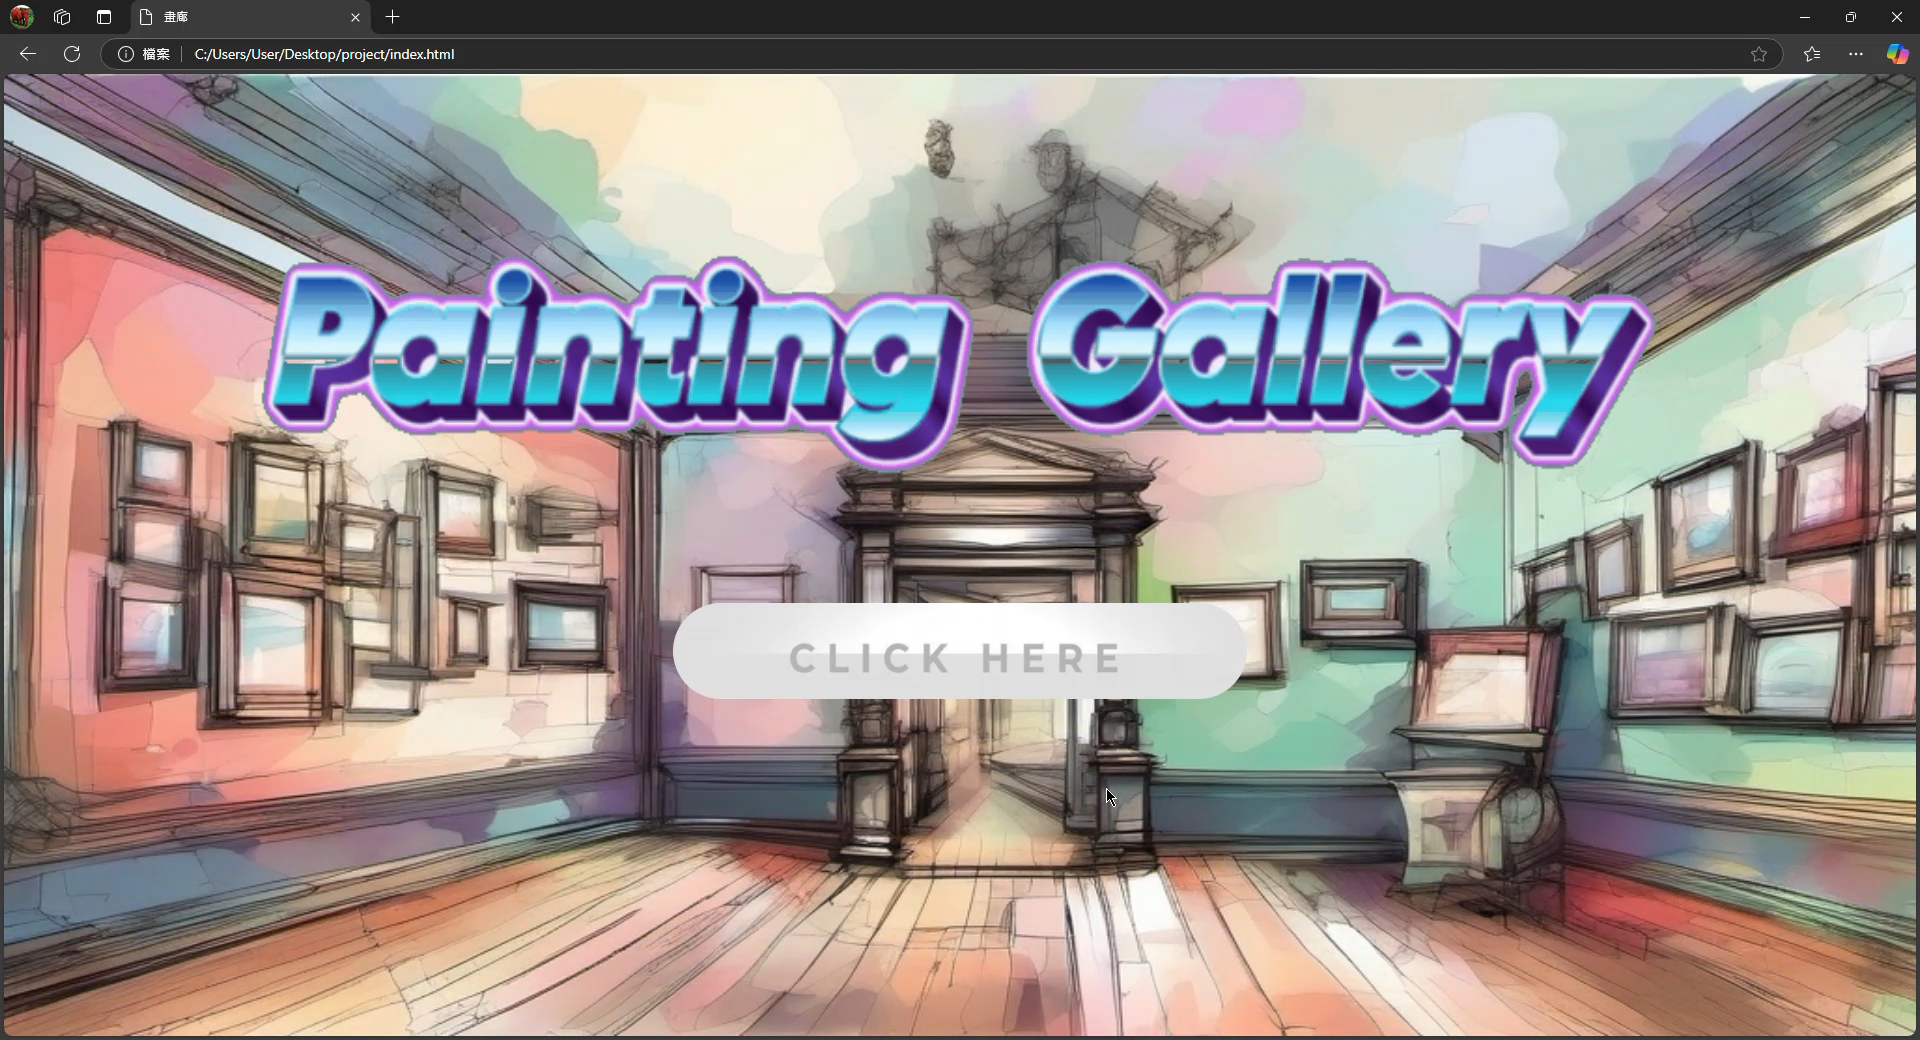 畫廊
檔案
C:/Users/User/Desktop/project/index.html
Painting Gallery
CLICK HERE